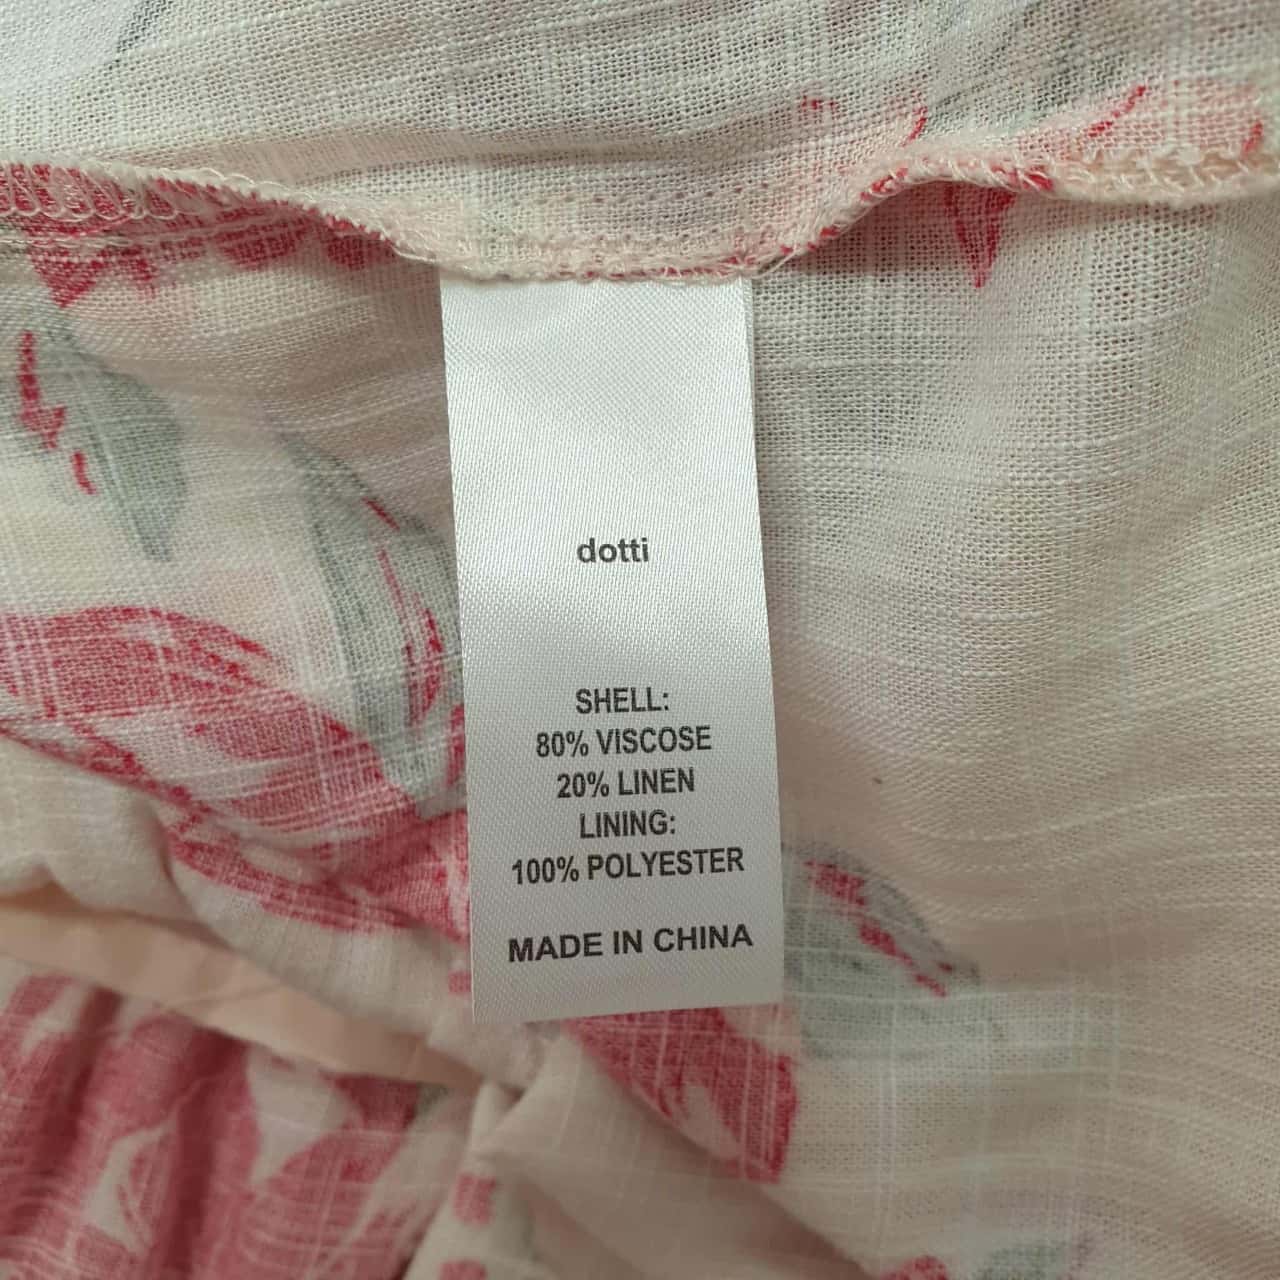 dotti
SHELL:
80% VISCOSE
20% LINEN
LINING:
100% POLYESTER
MADE IN CHINA